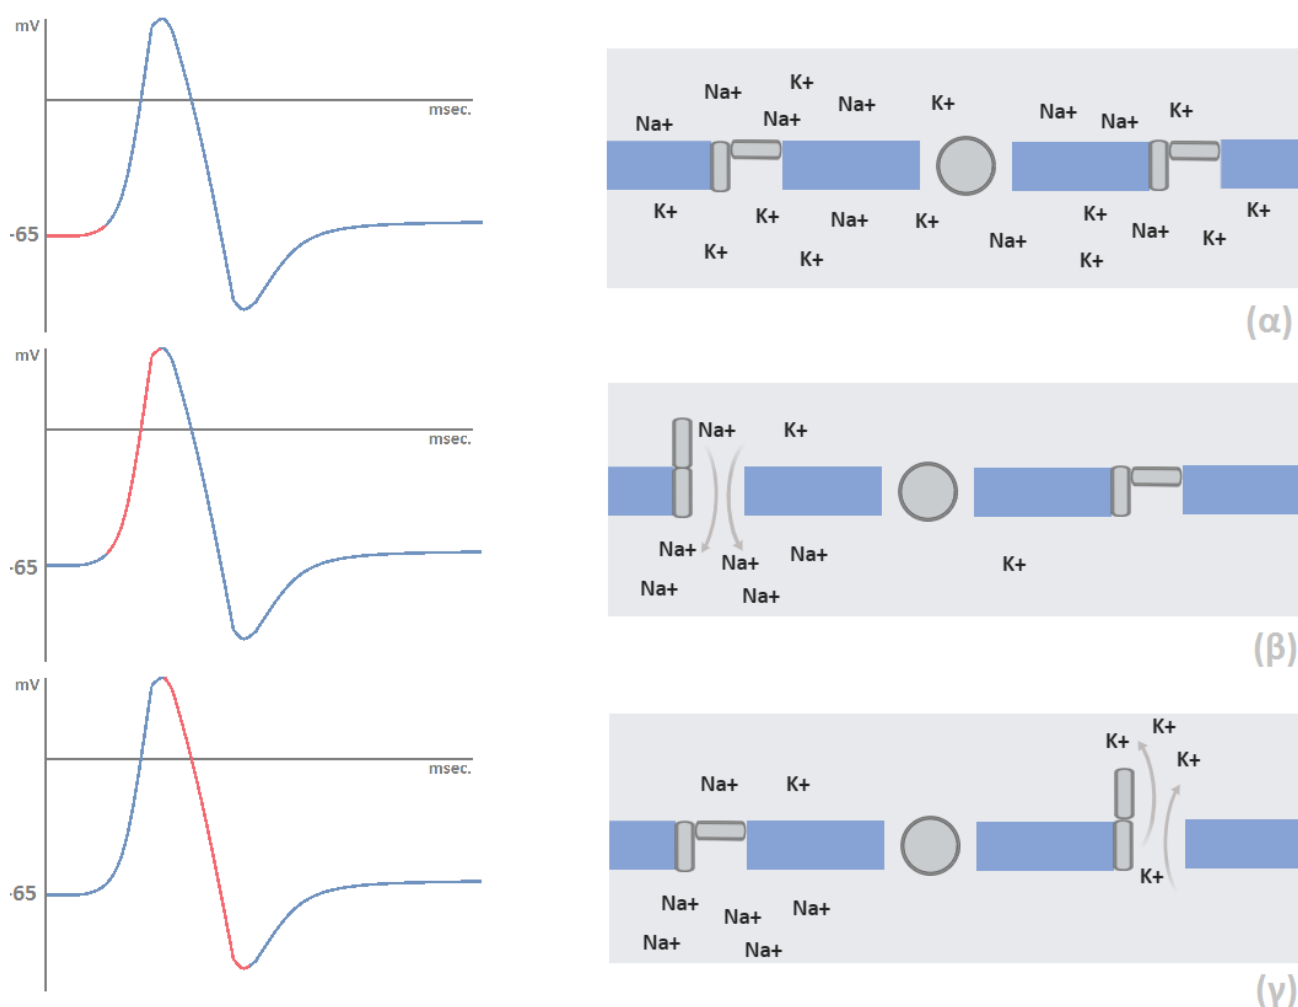 mV
msec.
-65
Na+ Na+ K+ Na+ Na+ K+ Na+ Na+ K+
K+ K+ Na+ K+ Na+ K+ Na+ K+ K+
K+ K+ K+
(α)
mV
msec.
-65
Na+ K+
Na+ Na+ Na+ K+
Na+ Na+
(β)
mV
msec.
-65
Na+ K+ K+ K+ K+
Na+ Na+ Na+ K+
Na+ Na+
(γ)